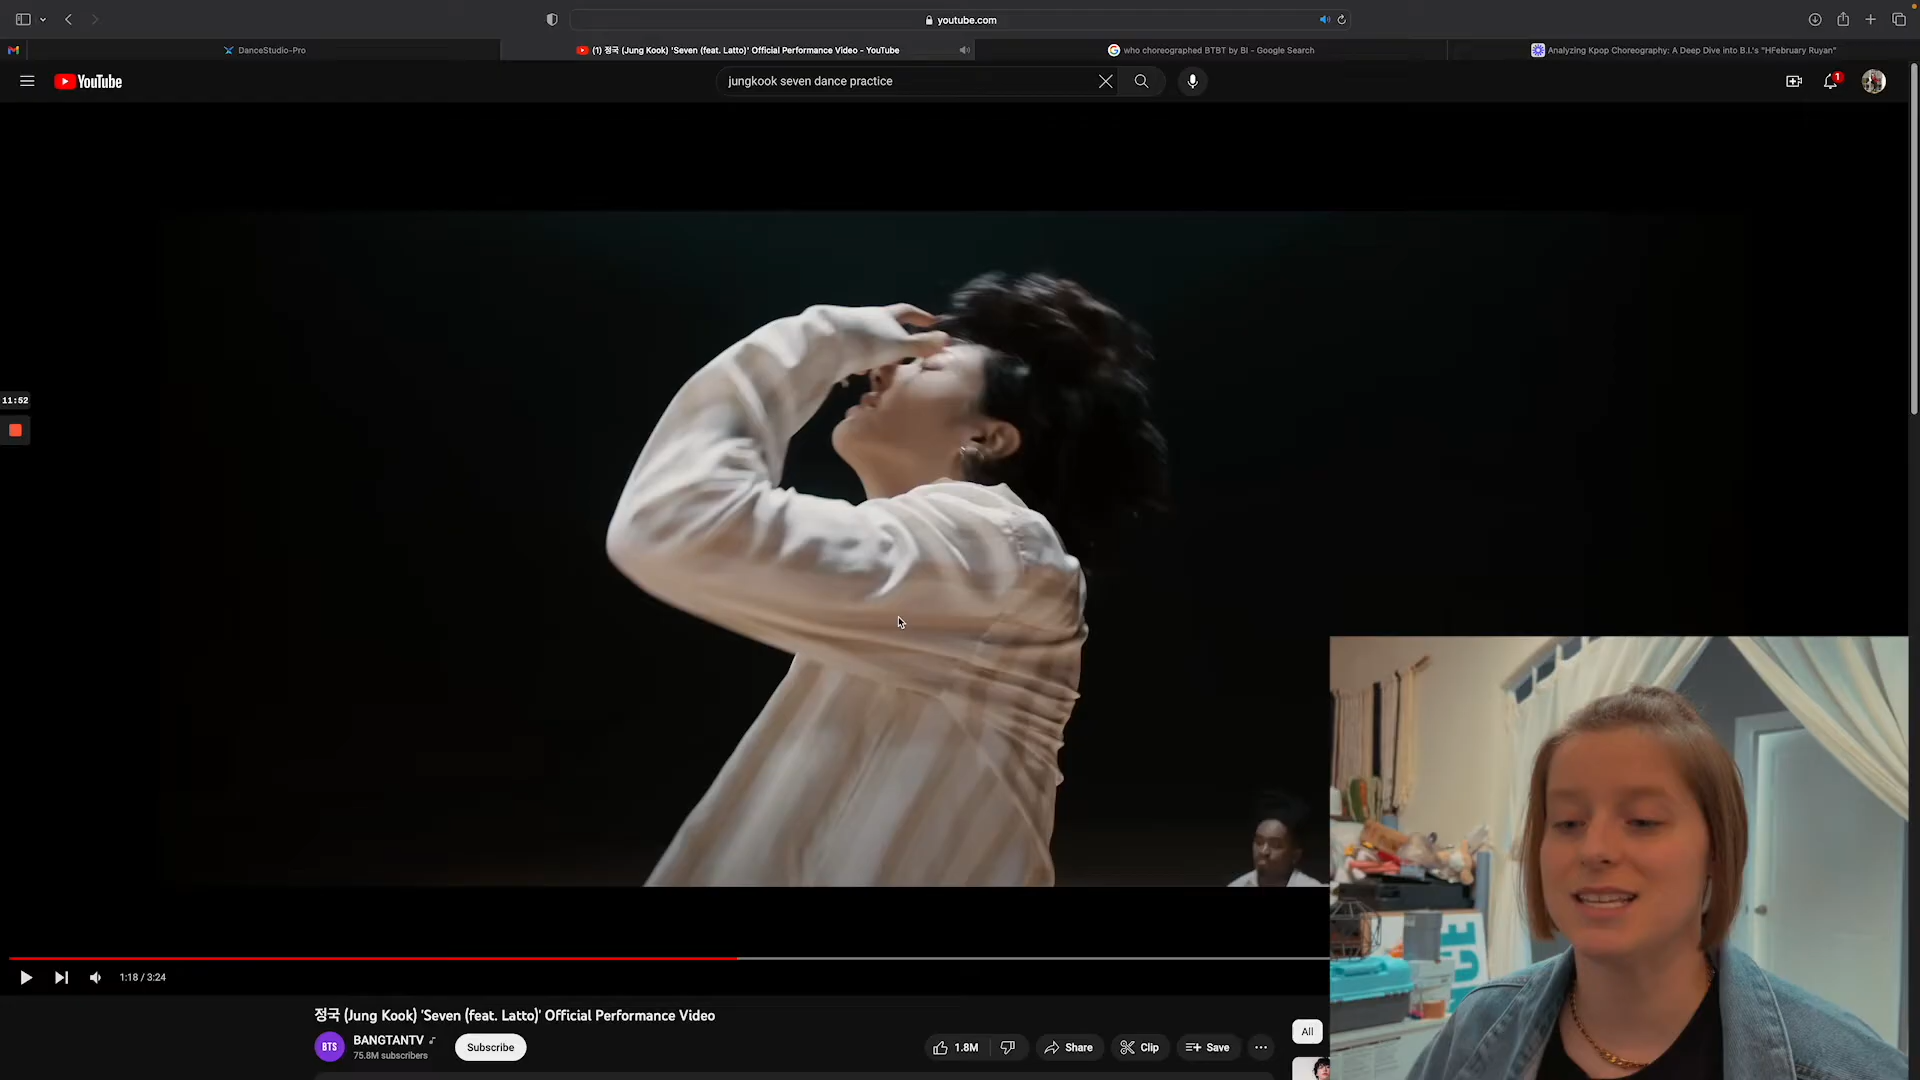 youtube.com
DanceStudio-Pro
(1) 정국 (Jung Kook) 'Seven (feat. Latto)' Official Performance Video - YouTube
who choreographed BTBT by BI - Google Search
Analyzing Kpop Choreography: A Deep Dive into B.I.'s "HFebruary Ruyan"
YouTube
jungkook seven dance practice
1
11:52
1:18 / 3:24
정국 (Jung Kook) 'Seven (feat. Latto)' Official Performance Video
BTS
BANGTANTV
75.8M subscribers
Subscribe
1.8M
Share
Clip
Save
All